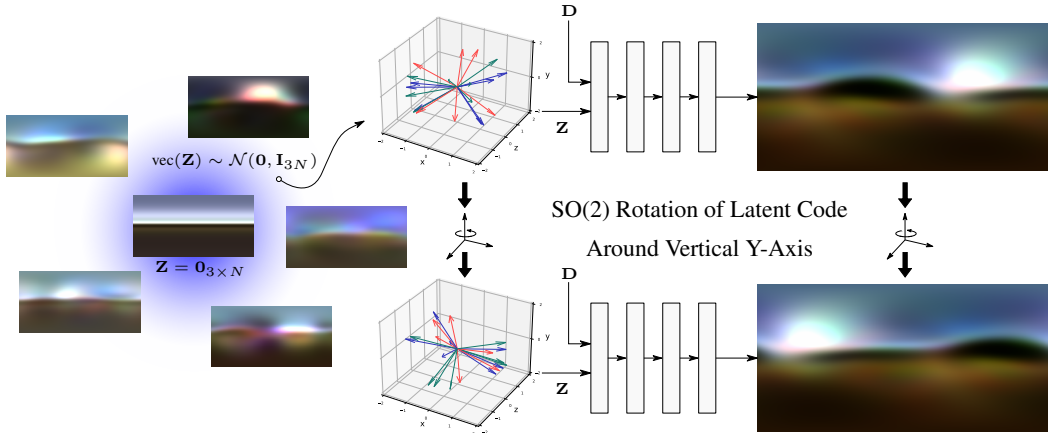 vec(𝐙) ∼ 𝒩(𝟎, 𝐈₃N)
𝐙 = 𝟎₃×N
D
Z
x
y
z
SO(2) Rotation of Latent Code
Around Vertical Y-Axis
D
Z
x
y
z